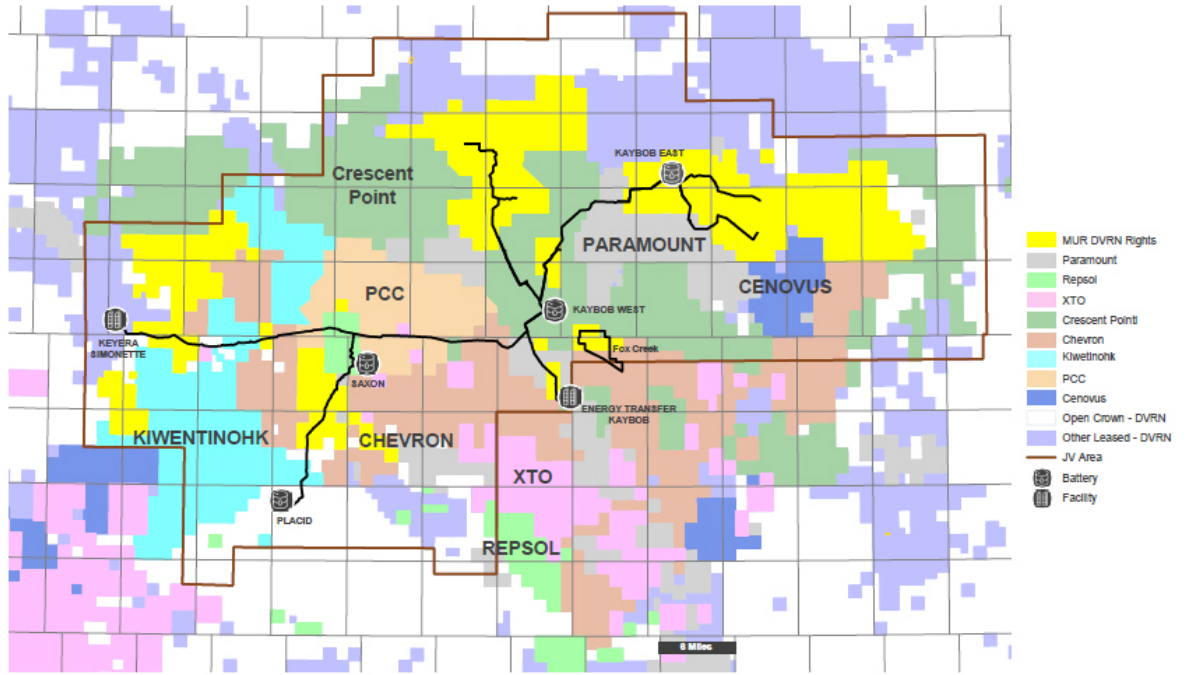 KAYBOB EAST
Crescent
Point
PARAMOUNT
PCC
CENOVUS
KAYBOB WEST
KEYERA
SIMONETTE
Fox Creek
SAXON
ENERGY TRANSFER
KAYBOB
KIWENTINOHK
CHEVRON
XTO
PLACID
REPSOL
6 Miles
MUR DVRN Rights
Paramount
Repsol
XTO
Crescent Pointl
Chevron
Kiwetinohk
PCC
Cenovus
Open Crown - DVRN
Other Leased - DVRN
JV Area
Battery
Facility